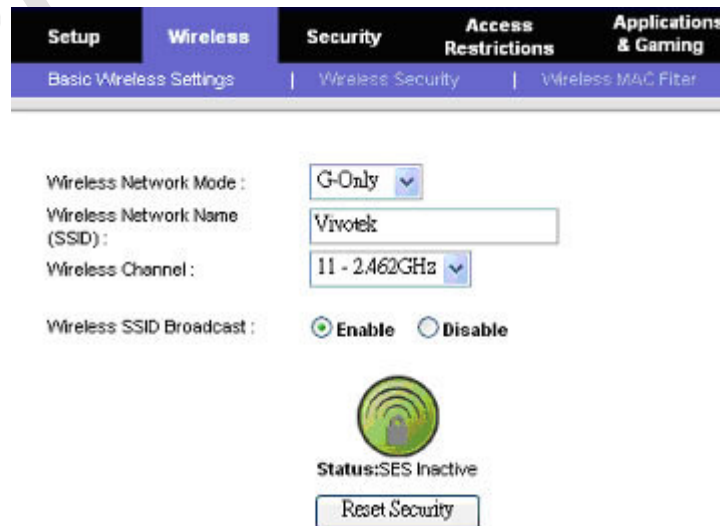 Setup Wireless Security Access Restrictions Applications & Gaming
Basic Wireless Settings | Wireless Security | Wireless MAC Filter
Wireless Network Mode : G-Only
Wireless Network Name (SSID) : Vivotek
Wireless Channel : 11 - 2.462GHz
Wireless SSID Broadcast : Enable Disable
Status:SES Inactive
Reset Security